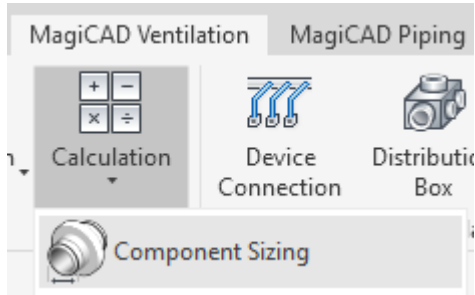 MagiCAD Ventilation MagiCAD Piping
Calculation
Device
Connection
Distributio
Box
Component Sizing